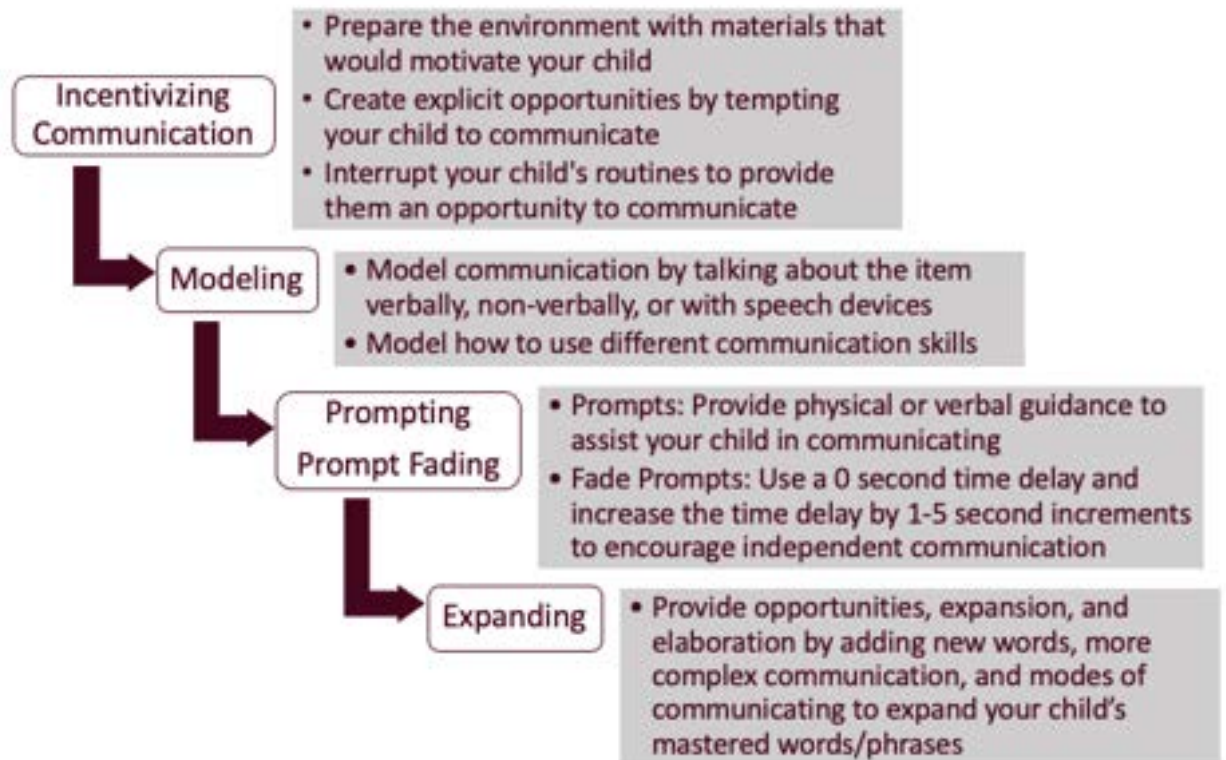 Incentivizing
Communication
• Prepare the environment with materials that
would motivate your child
• Create explicit opportunities by tempting
your child to communicate
• Interrupt your child's routines to provide
them an opportunity to communicate
Modeling
• Model communication by talking about the item
verbally, non-verbally, or with speech devices
• Model how to use different communication skills
Prompting
Prompt Fading
• Prompts: Provide physical or verbal guidance to
assist your child in communicating
• Fade Prompts: Use a 0 second time delay and
increase the time delay by 1-5 second increments
to encourage independent communication
Expanding
• Provide opportunities, expansion, and
elaboration by adding new words, more
complex communication, and modes of
communicating to expand your child's
mastered words/phrases